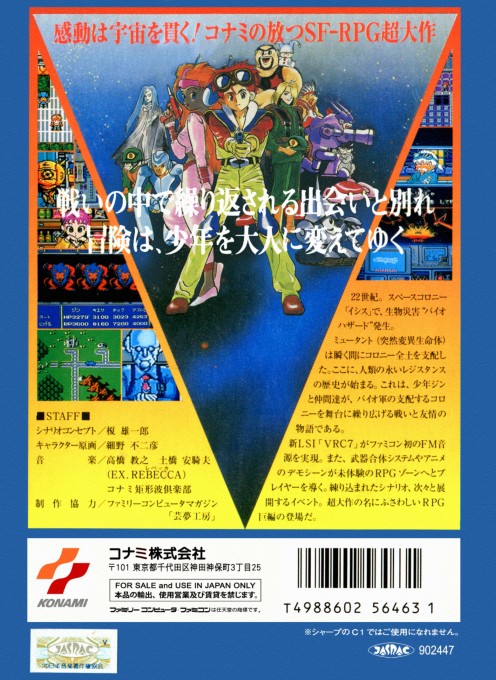 感動は宇宙を貫く!コナミの放つSF-RPG超大作
戦いの中で繰り返される出会いと別れ
冒険は、少年を大人に変えてゆく
22世紀。スペースコロニー
「イシス」で、生物災害“バイオ
ハザード”発生。
ミュータント(突然変異生命体)
は瞬く間にコロニー全土を支配し
た。ここに、人類の永いレジスタンス
の歴史が始まる。これは、少年ジン
と仲間達が、バイオ軍の支配するコロ
ニーを舞台に繰り広げる戦いと友情の
物語である。
新LSI「VRC7」がファミコン初のFM音
源を実現。また、武器合体システムやアニメ
のデモシーンが未体験のRPGゾーンへとプ
レイヤーを導く。練り込まれたシナリオ、次々と展
開するイベント。超大作の名にふさわしいRPG
巨編の登場だ。
■STAFF■
シナリオコンセプト/榎 雄一郎
キャラクター原画/細野 不二彦
音 楽/高橋 教之 土橋 安騎夫
レベッカ
(EX. REBECCA)
コナミ矩形波倶楽部
制作協力/ファミリーコンピュータマガジン
「芸夢工房」
KONAMI
コナミ株式会社
〒101 東京都千代田区神田神保町3丁目25
FOR SALE and USE IN JAPAN ONLY
本品の輸出、使用営業及び賃貸を禁じます。
ファミリーコンピュータ・ファミコンは任天堂の商標です。
T4988602 56463 1
※シャープのC1ではご使用になれません。
JASRAC
902447